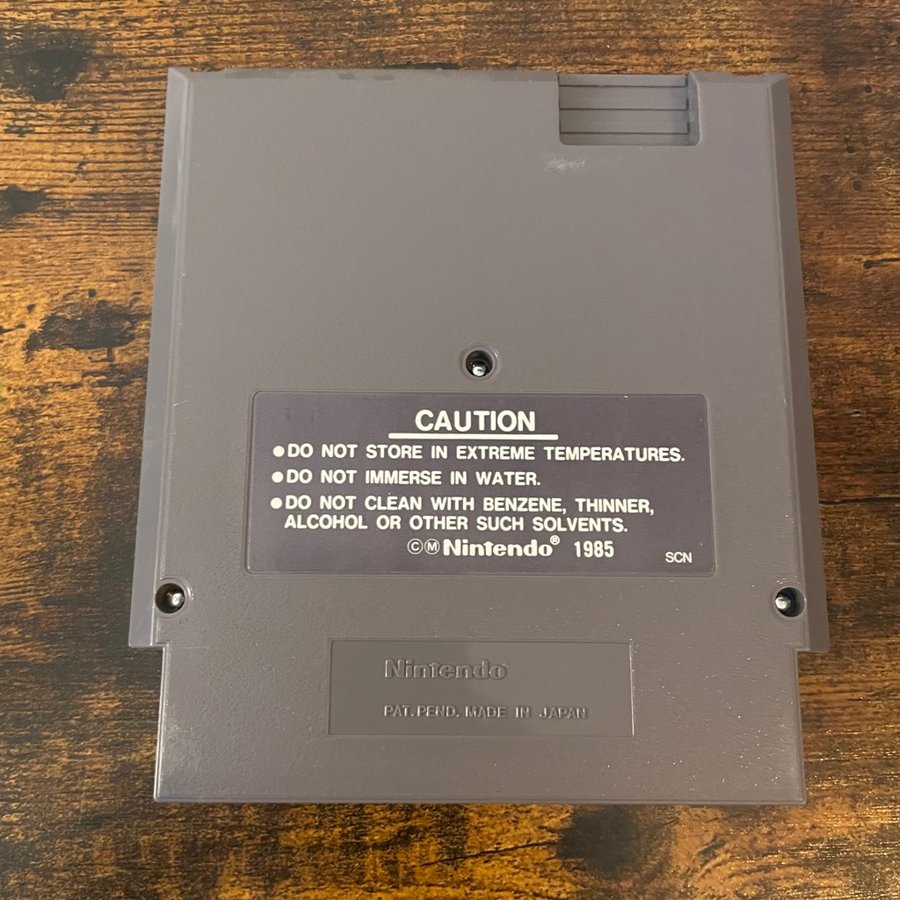 CAUTION
●DO NOT STORE IN EXTREME TEMPERATURES.
●DO NOT IMMERSE IN WATER.
●DO NOT CLEAN WITH BENZENE, THINNER,
ALCOHOL OR OTHER SUCH SOLVENTS.
©Ⓜ Nintendo® 1985 SCN
Nintendo®
PAT. PEND. MADE IN JAPAN